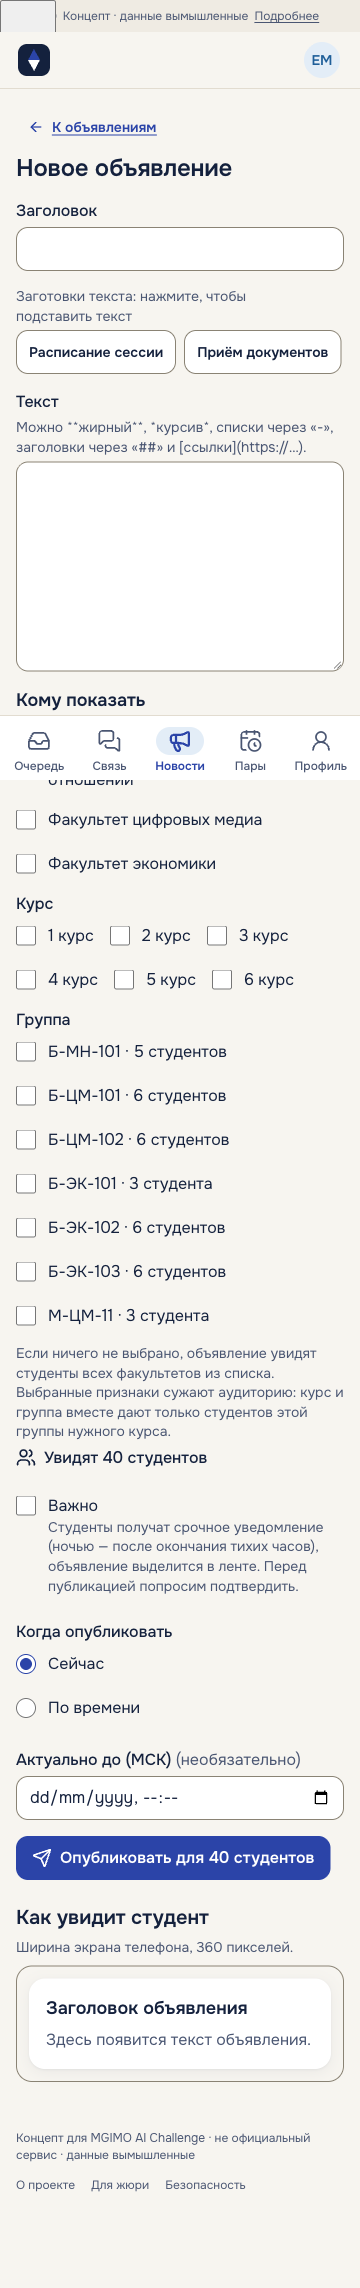 Концепт · данные вымышленные Подробнее
ЕМ
К объявлениям
Новое объявление
Заголовок
Заготовки текста: нажмите, чтобы
подставить текст
Расписание сессии Приём документов
Текст
Можно **жирный**, *курсив*, списки через «-»,
заголовки через «##» и [ссылки](https://…).
Кому показать
Очередь Связь Новости Пары Профиль
отношений
Факультет цифровых медиа
Факультет экономики
Курс
1 курс 2 курс 3 курс
4 курс 5 курс 6 курс
Группа
Б-МН-101 · 5 студентов
Б-ЦМ-101 · 6 студентов
Б-ЦМ-102 · 6 студентов
Б-ЭК-101 · 3 студента
Б-ЭК-102 · 6 студентов
Б-ЭК-103 · 6 студентов
М-ЦМ-11 · 3 студента
Если ничего не выбрано, объявление увидят
студенты всех факультетов из списка.
Выбранные признаки сужают аудиторию: курс и
группа вместе дают только студентов этой
группы нужного курса.
Увидят 40 студентов
Важно
Студенты получат срочное уведомление
(ночью — после окончания тихих часов),
объявление выделится в ленте. Перед
публикацией попросим подтвердить.
Когда опубликовать
Сейчас
По времени
Актуально до (МСК) (необязательно)
dd/mm/yyyy, --:--
Опубликовать для 40 студентов
Как увидит студент
Ширина экрана телефона, 360 пикселей.
Заголовок объявления
Здесь появится текст объявления.
Концепт для MGIMO AI Challenge · не официальный
сервис · данные вымышленные
О проекте Для жюри Безопасность